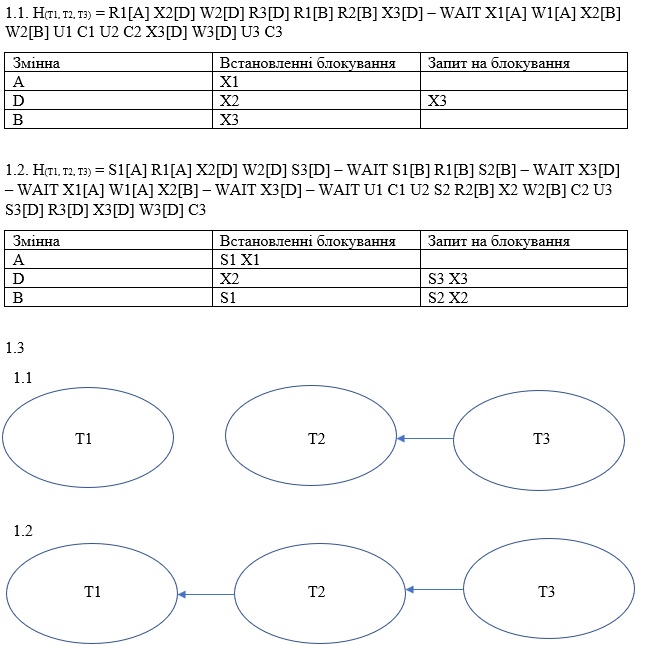 1.1. H(T1, T2, T3) = R1[A] X2[D] W2[D] R3[D] R1[B] R2[B] X3[D] – WAIT X1[A] W1[A] X2[B]
W2[B] U1 C1 U2 C2 X3[D] W3[D] U3 C3
Змінна Встановленні блокування Запит на блокування
A X1
D X2 X3
B X3
1.2. H(T1, T2, T3) = S1[A] R1[A] X2[D] W2[D] S3[D] – WAIT S1[B] R1[B] S2[B] – WAIT X3[D]
– WAIT X1[A] W1[A] X2[B] – WAIT X3[D] – WAIT U1 C1 U2 S2 R2[B] X2 W2[B] C2 U3
S3[D] R3[D] X3[D] W3[D] C3
Змінна Встановленні блокування Запит на блокування
A S1 X1
D X2 S3 X3
B S1 S2 X2
1.3
1.1
T1 T2 T3
1.2
T1 T2 T3